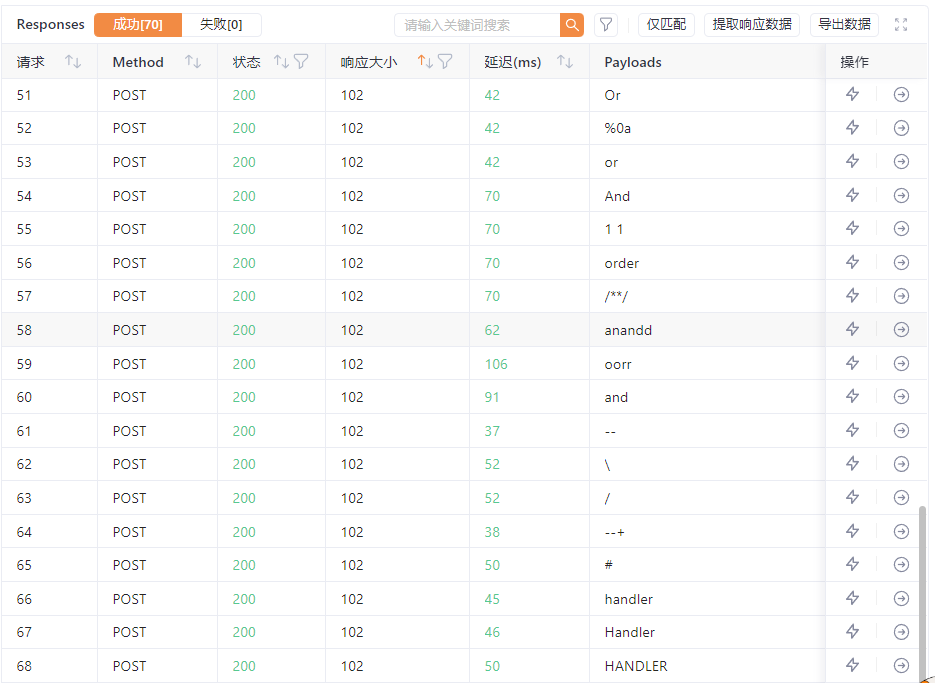 Responses 成功[70] 失败[0] 请输入关键词搜索 仅匹配 提取响应数据 导出数据
请求 Method 状态 响应大小 延迟(ms) Payloads 操作
51 POST 200 102 42 Or
52 POST 200 102 42 %0a
53 POST 200 102 42 or
54 POST 200 102 70 And
55 POST 200 102 70 1 1
56 POST 200 102 70 order
57 POST 200 102 70 /**/
58 POST 200 102 62 anandd
59 POST 200 102 106 oorr
60 POST 200 102 91 and
61 POST 200 102 37 --
62 POST 200 102 52 \
63 POST 200 102 52 /
64 POST 200 102 38 --+
65 POST 200 102 50 #
66 POST 200 102 45 handler
67 POST 200 102 46 Handler
68 POST 200 102 50 HANDLER